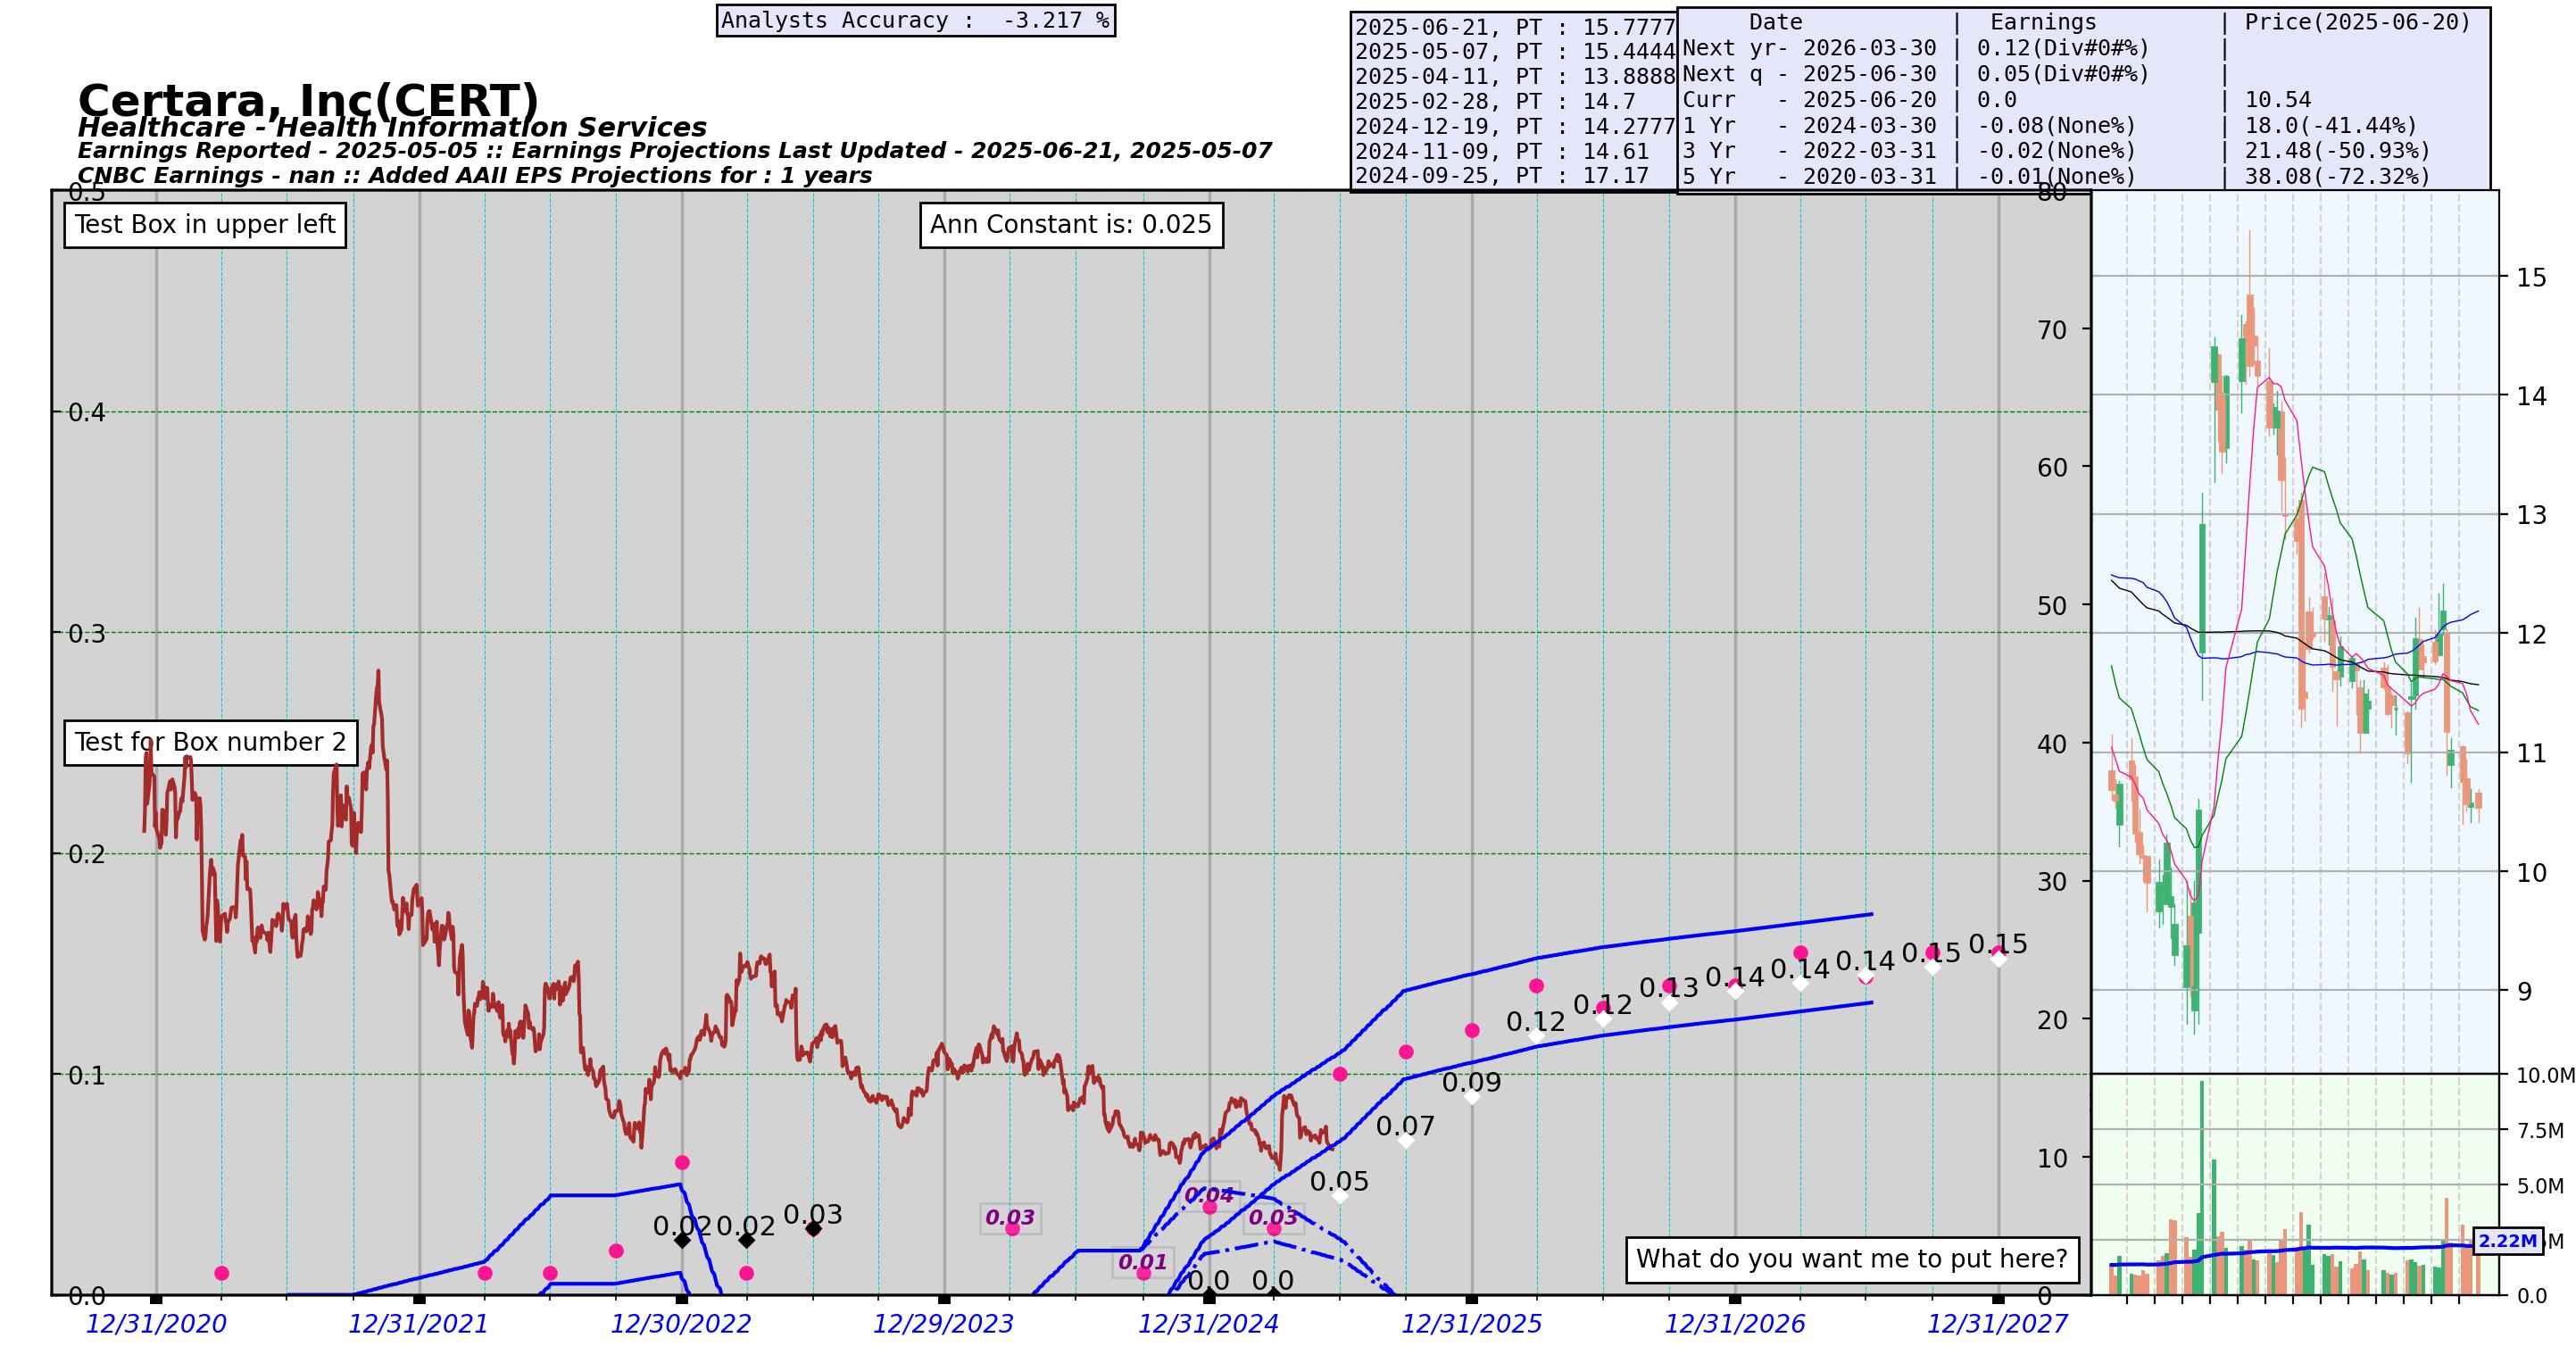 Analysts Accuracy :  -3.217 %
2025-06-21, PT : 15.7777
2025-05-07, PT : 15.4444
2025-04-11, PT : 13.8888
2025-02-28, PT : 14.7
2024-12-19, PT : 14.2777
2024-11-09, PT : 14.61
2024-09-25, PT : 17.17
Date | Earnings | Price(2025-06-20)
Next yr- 2026-03-30 | 0.12(Div#0#%) |
Next q - 2025-06-30 | 0.05(Div#0#%) |
Curr - 2025-06-20 | 0.0 | 10.54
1 Yr - 2024-03-30 | -0.08(None%) | 18.0(-41.44%)
3 Yr - 2022-03-31 | -0.02(None%) | 21.48(-50.93%)
5 Yr - 2020-03-31 | -0.01(None%) | 38.08(-72.32%)
Certara, Inc(CERT)
Healthcare - Health Information Services
Earnings Reported - 2025-05-05 :: Earnings Projections Last Updated - 2025-06-21, 2025-05-07
CNBC Earnings - nan :: Added AAII EPS Projections for : 1 years
Test Box in upper left
Ann Constant is: 0.025
Test for Box number 2
What do you want me to put here?
0.5
0.4
0.3
0.2
0.1
0.0
80
70
60
50
40
30
20
10
0
15
14
13
12
11
10
9
10.0M
7.5M
5.0M
2.22M
0.0
0.02
0.02
0.03
0.03
0.01
0.04
0.03
0.0
0.0
0.05
0.07
0.09
0.12
0.12
0.13
0.14
0.14
0.14
0.15
0.15
12/31/2020
12/31/2021
12/30/2022
12/29/2023
12/31/2024
12/31/2025
12/31/2026
12/31/2027